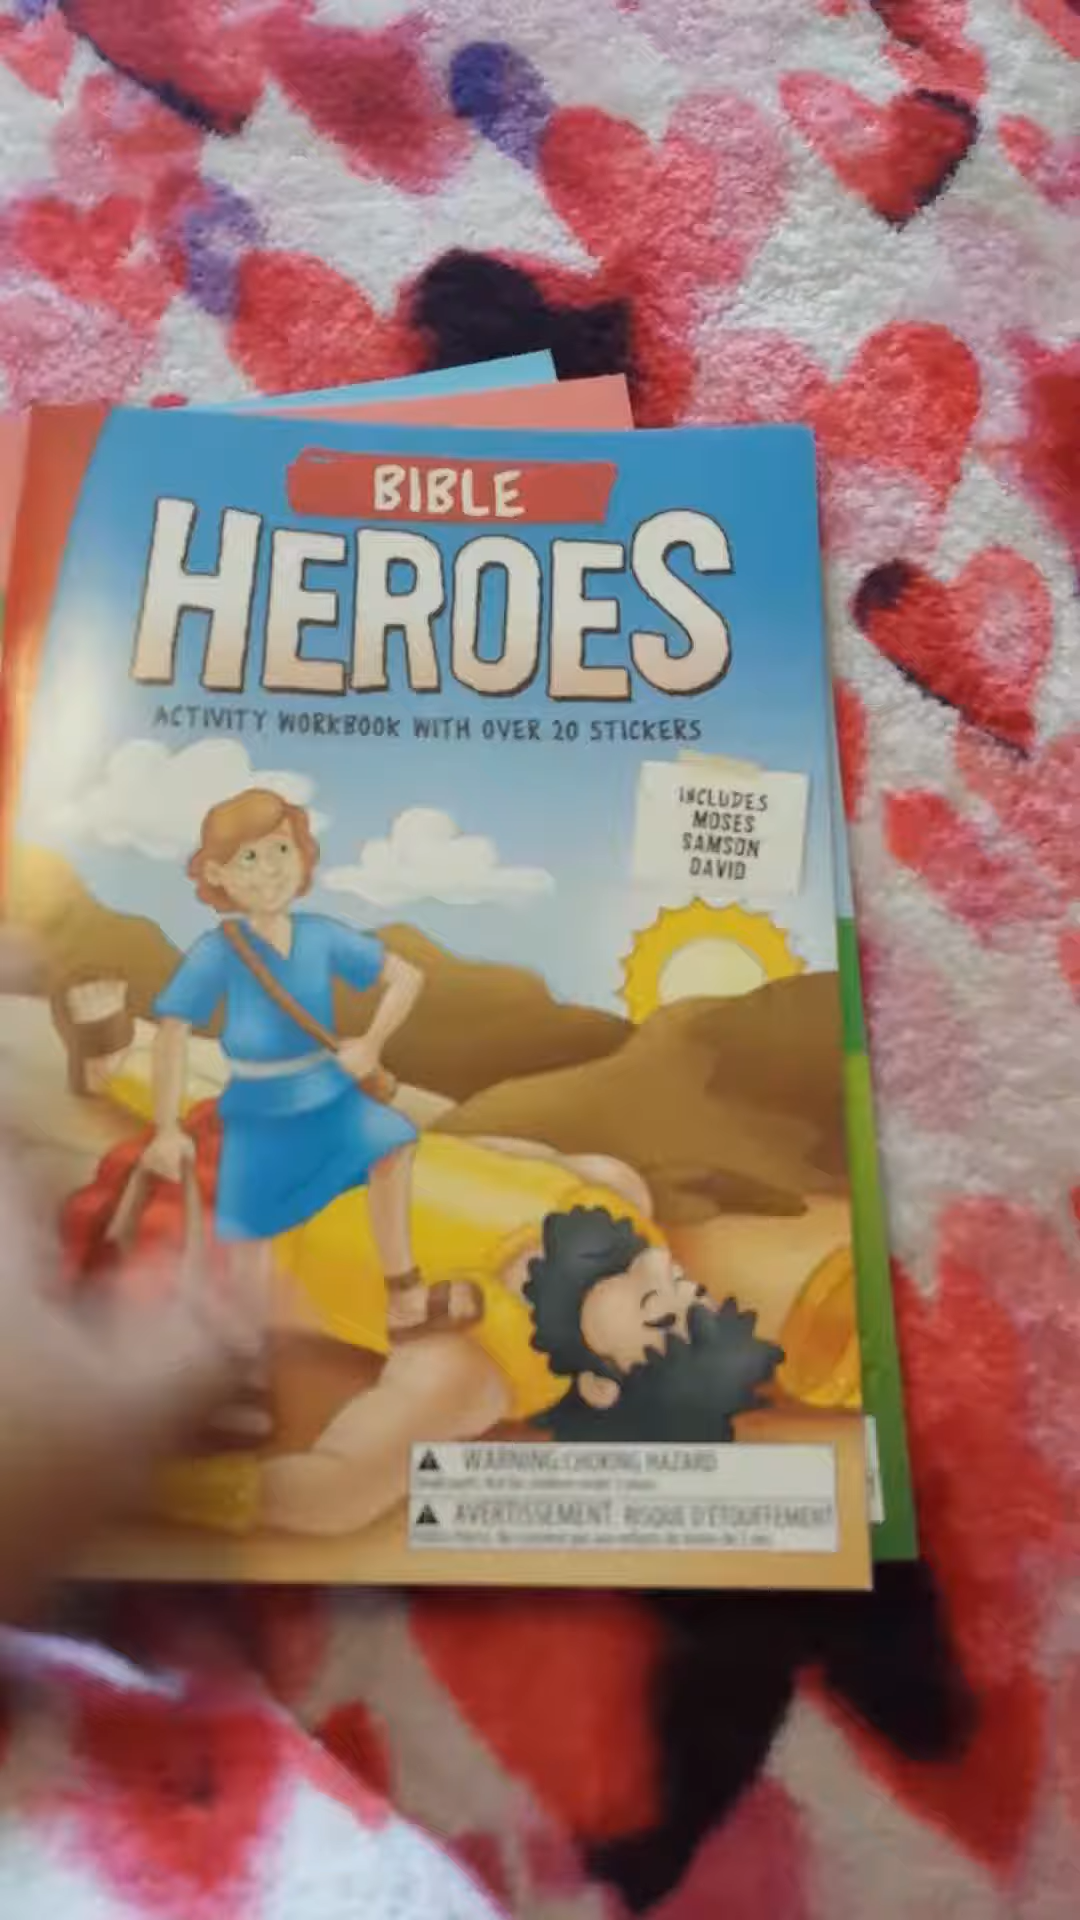 BIBLE
HEROES
ACTIVITY WORKBOOK WITH OVER 20 STICKERS
INCLUDES
MOSES
SAMSON
DAVID
WARNING: CHOKING HAZARD
AVERTISSEMENT: RISQUE D'ÉTOUFFEMENT